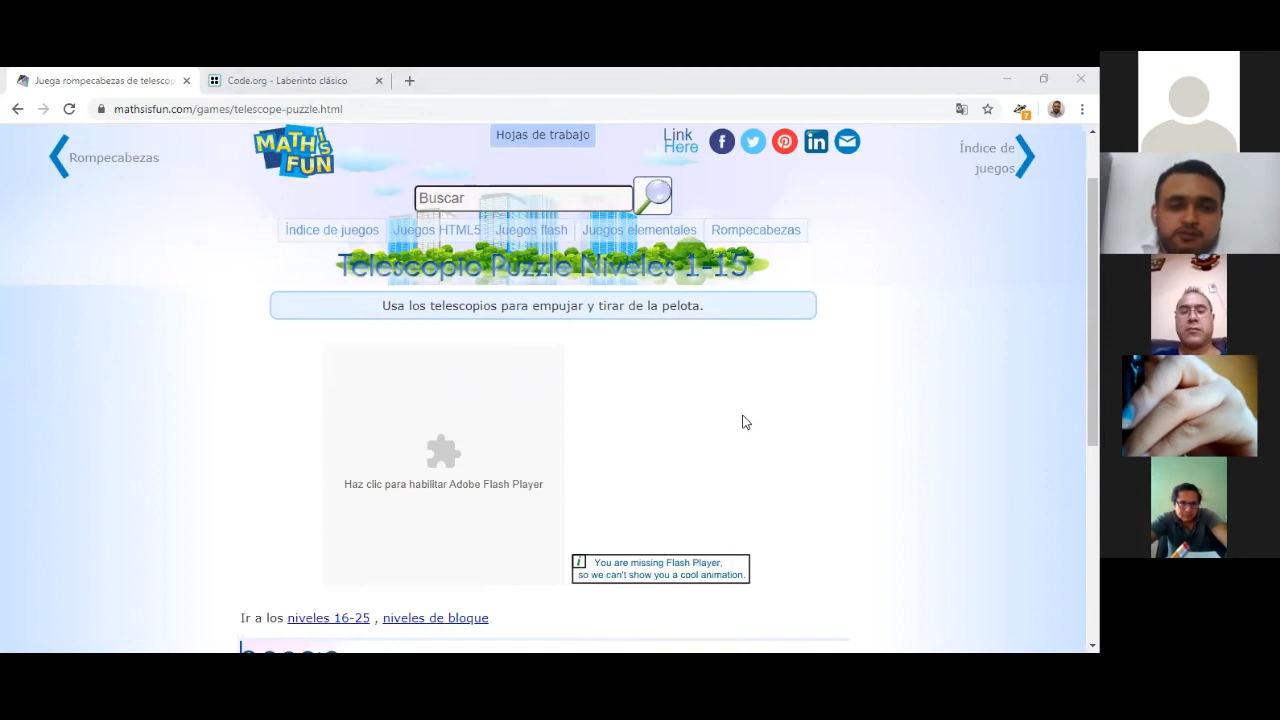 Juega rompecabezas de telescop
Code.org - Laberinto clásico
mathsisfun.com/games/telescope-puzzle.html
7
Rompecabezas
MATH is FUN
Hojas de trabajo
Link Here
Índice de juegos
Buscar
Índice de juegos
Juegos HTML5
Juegos flash
Juegos elementales
Rompecabezas
Telescopio Puzzle Niveles 1-15
Usa los telescopios para empujar y tirar de la pelota.
Haz clic para habilitar Adobe Flash Player
i You are missing Flash Player,
so we can't show you a cool animation.
Ir a los niveles 16-25 , niveles de bloque